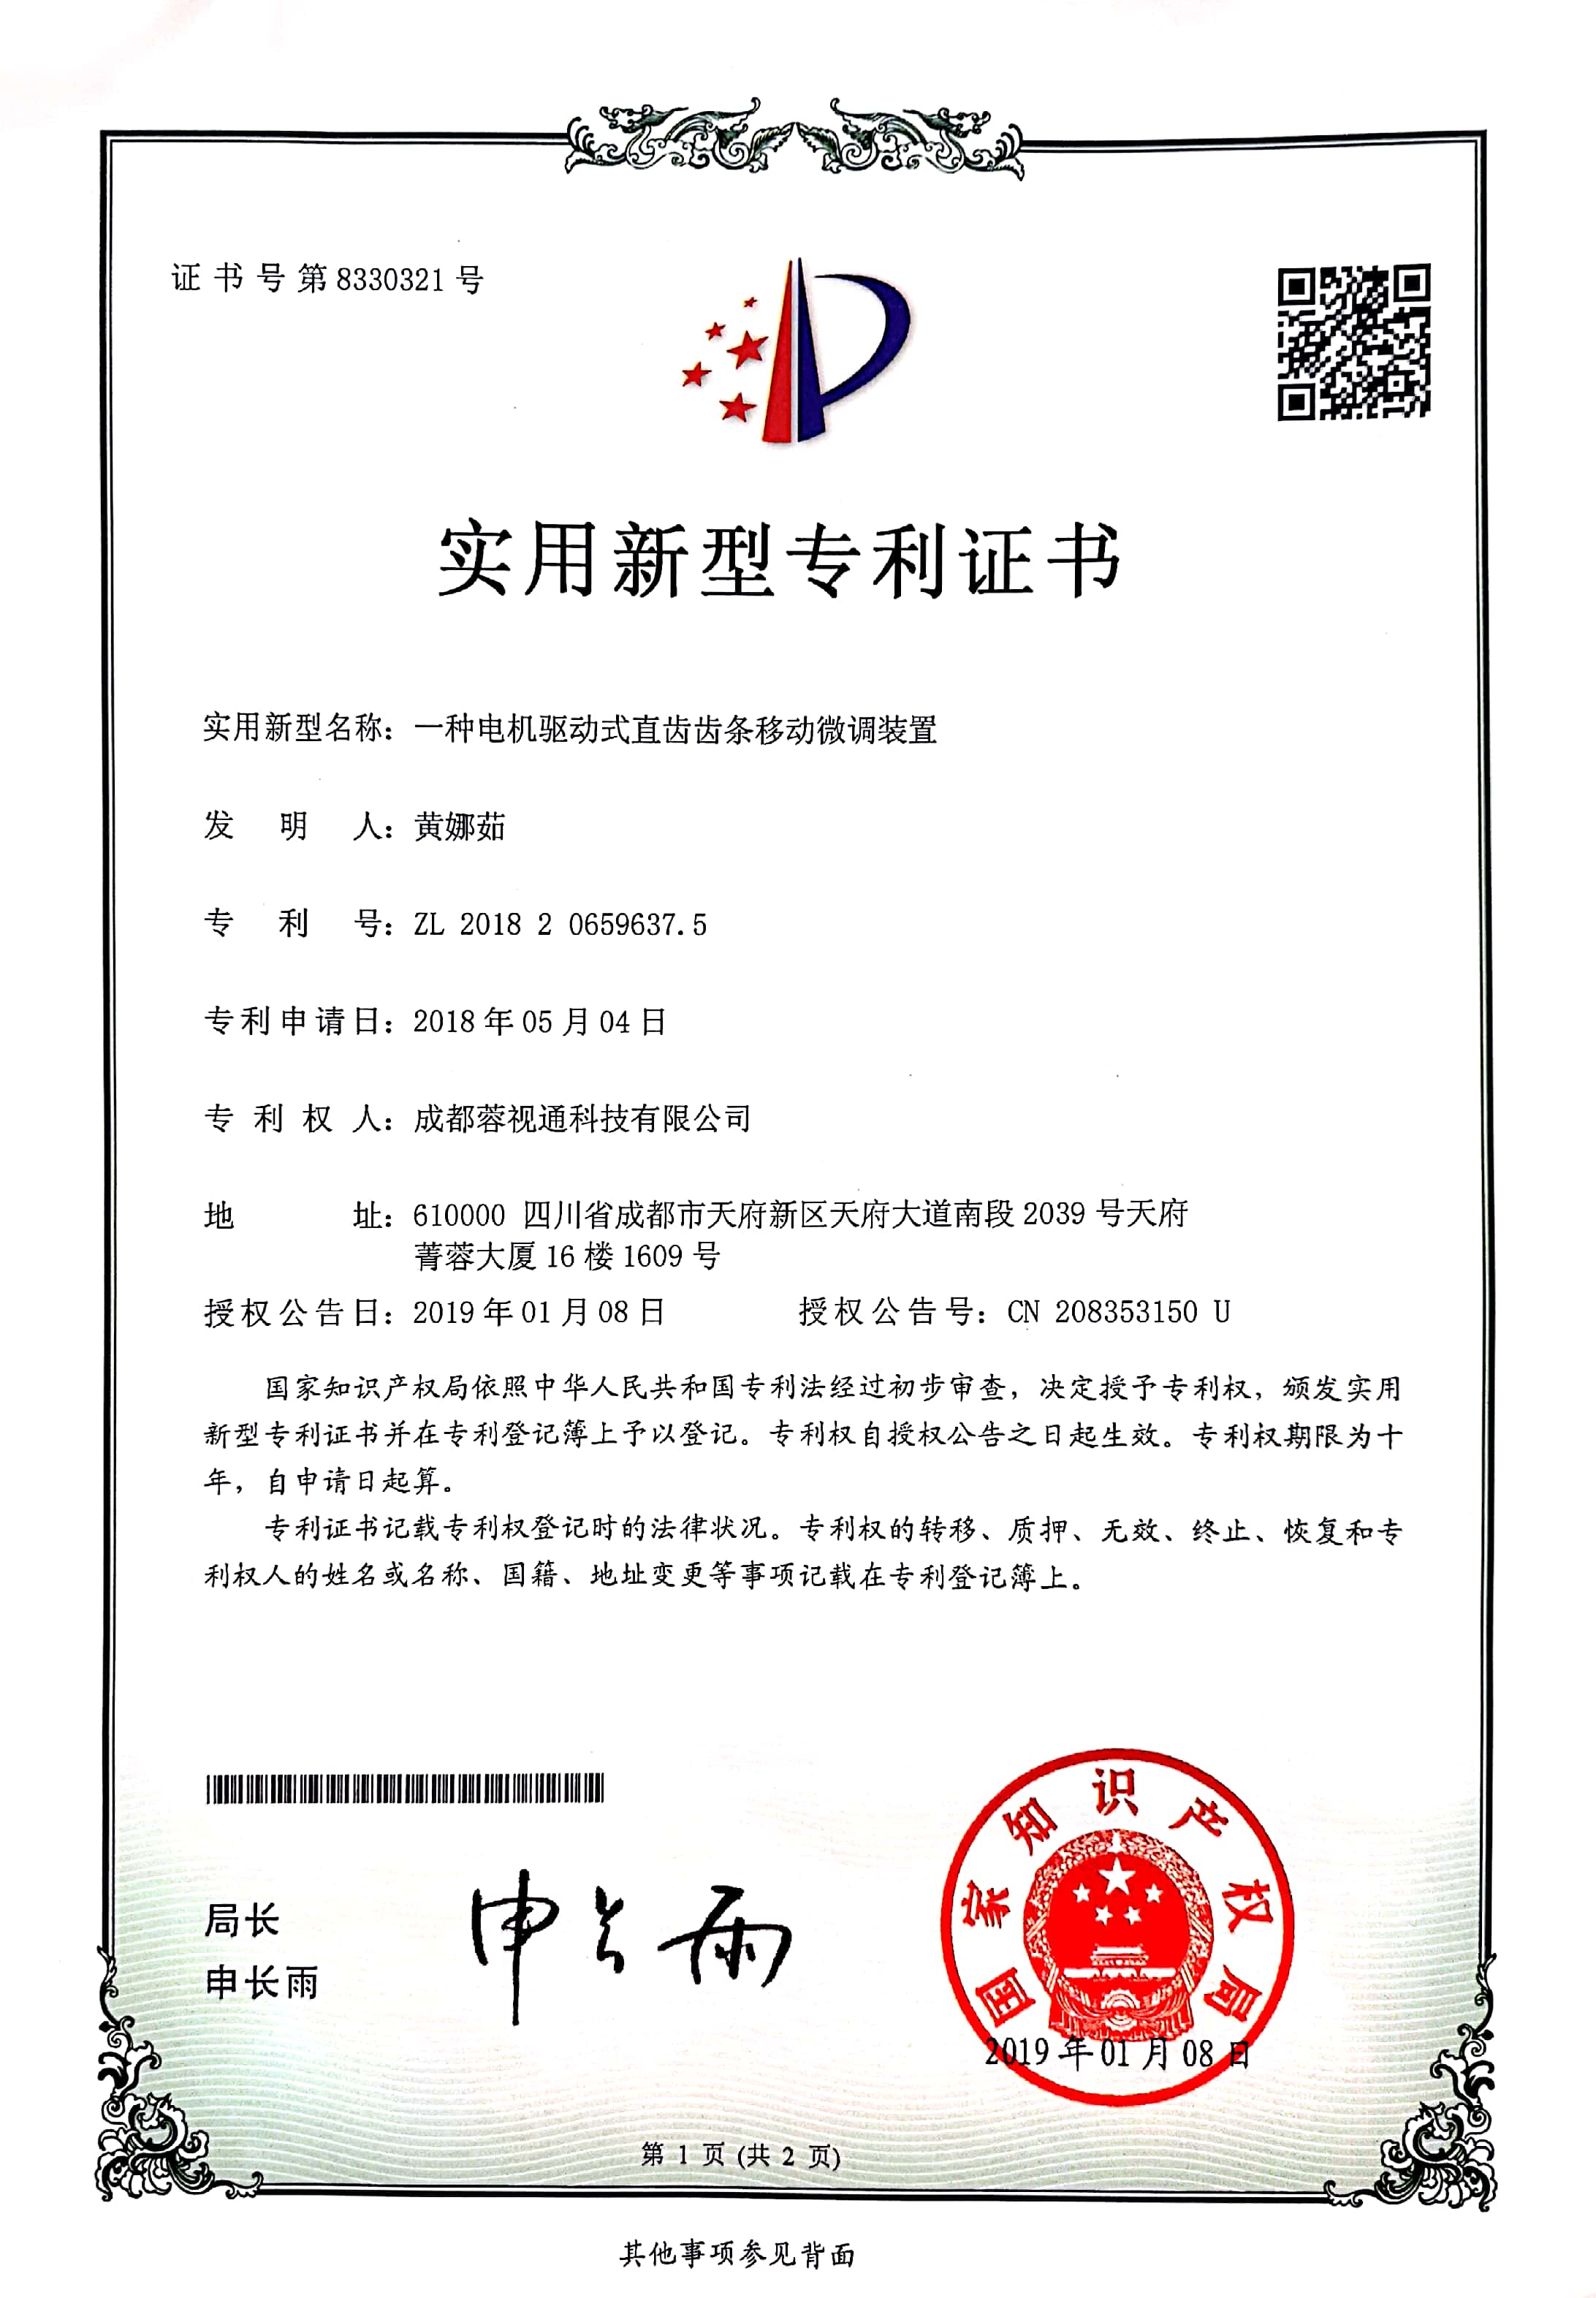 证书号第8330321号
实用新型专利证书
实用新型名称：一种电机驱动式直齿齿条移动微调装置
发明人：黄娜茹
专利号：ZL 2018 2 0659637.5
专利申请日：2018年05月04日
专利权人：成都蓉视通科技有限公司
地址：610000 四川省成都市天府新区天府大道南段2039号天府
菁蓉大厦16楼1609号
授权公告日：2019年01月08日 授权公告号：CN 208353150 U
国家知识产权局依照中华人民共和国专利法经过初步审查，决定授予专利权，颁发实用
新型专利证书并在专利登记簿上予以登记。专利权自授权公告之日起生效。专利权期限为十
年，自申请日起算。
专利证书记载专利权登记时的法律状况。专利权的转移、质押、无效、终止、恢复和专
利权人的姓名或名称、国籍、地址变更等事项记载在专利登记簿上。
局长
申长雨
申长雨
国家知识产权局
2019年01月08日
第 1 页 (共 2 页)
其他事项参见背面